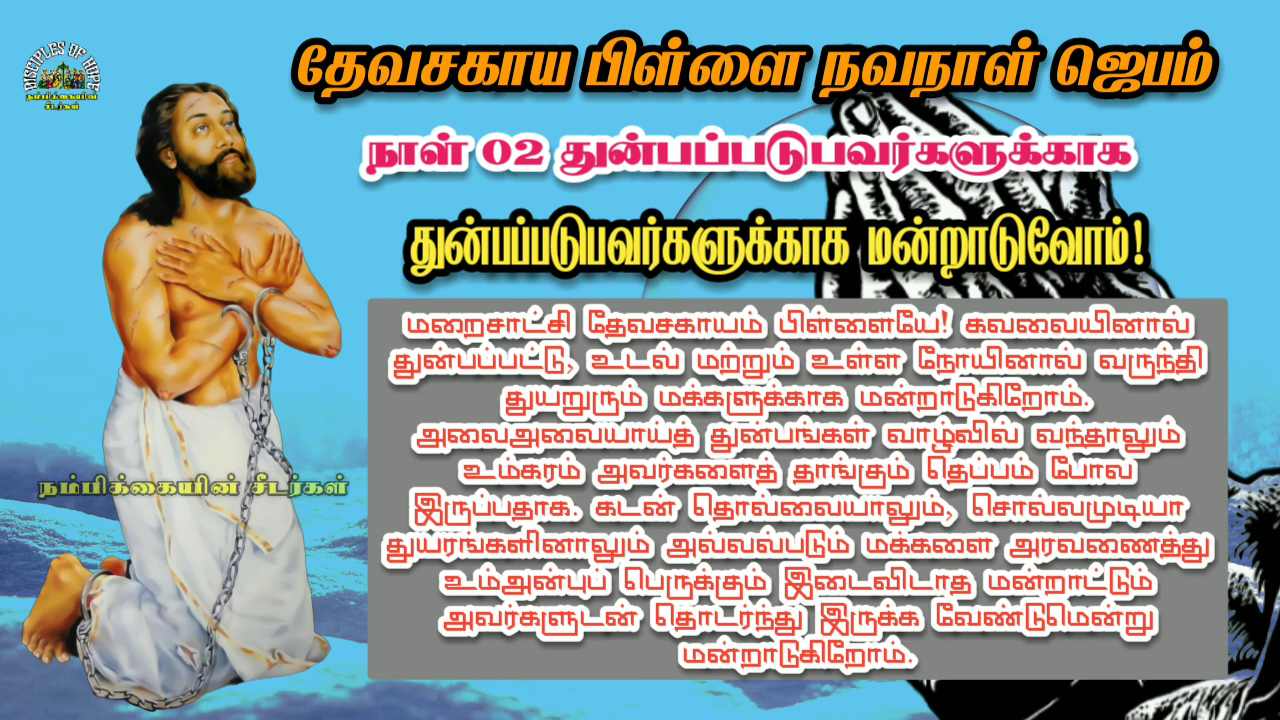 DISCIPLES OF HOPE
நம்பிக்கையின்
சீடர்கள்
தேவசகாய பிள்ளை நவநாள் ஜெபம்
நாள் 02 துன்பப்படுபவர்களுக்காக
துன்பப்படுபவர்களுக்காக மன்றாடுவோம்!
மறைசாட்சி தேவசகாயம் பிள்ளையே! கவலையினால்
துன்பப்பட்டு, உடல் மற்றும் உள்ள நோயினால் வருந்தி
துயறுரும் மக்களுக்காக மன்றாடுகிறோம்.
அலைஅலையாய்த் துன்பங்கள் வாழ்வில் வந்தாலும்
உம்கரம் அவர்களைத் தாங்கும் தெப்பம் போல
இருப்பதாக. கடன் தொல்லையாலும், சொல்லமுடியா
துயரங்களினாலும் அல்லல்படும் மக்களை அரவணைத்து
உம்அன்புப் பெருக்கும் இடைவிடாத மன்றாட்டும்
அவர்களுடன் தொடர்ந்து இருக்க வேண்டுமென்று
மன்றாடுகிறோம்.
நம்பிக்கையின் சீடர்கள்